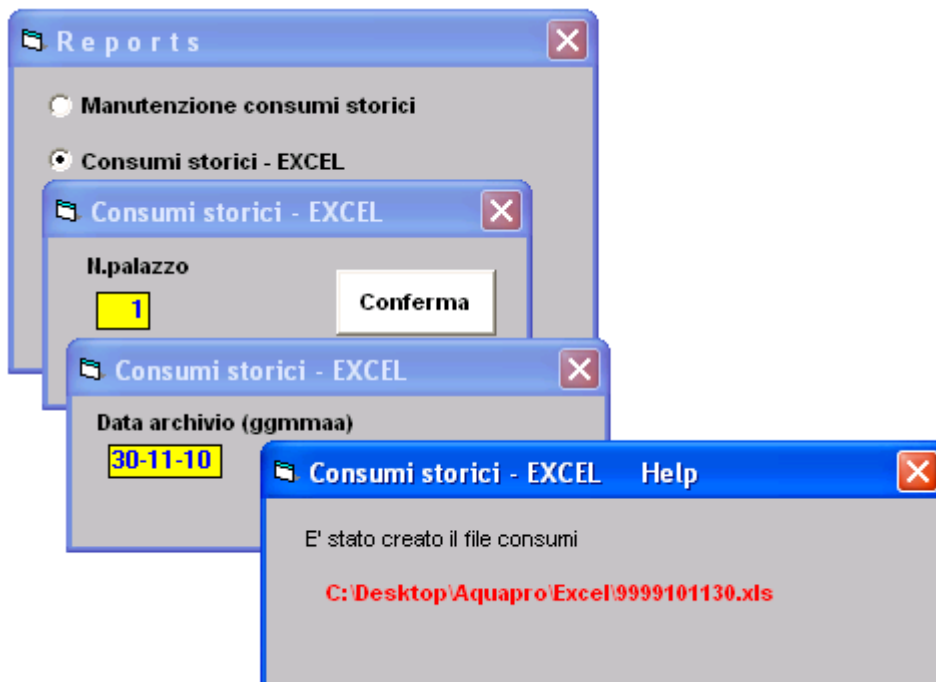 R e p o r t s
Manutenzione consumi storici
Consumi storici - EXCEL
Consumi storici - EXCEL
N.palazzo
1
Conferma
Consumi storici - EXCEL
Data archivio (ggmmaa)
30-11-10
Consumi storici - EXCEL Help
E' stato creato il file consumi
C:\Desktop\Aquapro\Excel\9999101130.xls